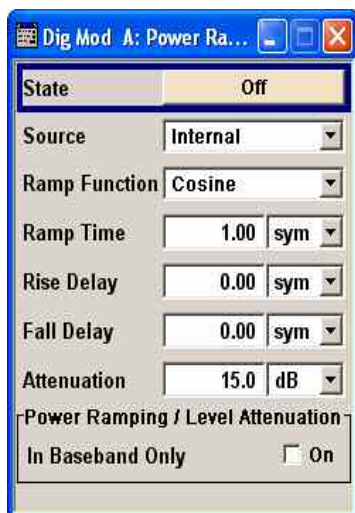 Dig Mod A: Power Ra...
State Off
Source Internal
Ramp Function Cosine
Ramp Time 1.00 sym
Rise Delay 0.00 sym
Fall Delay 0.00 sym
Attenuation 15.0 dB
Power Ramping / Level Attenuation
In Baseband Only On